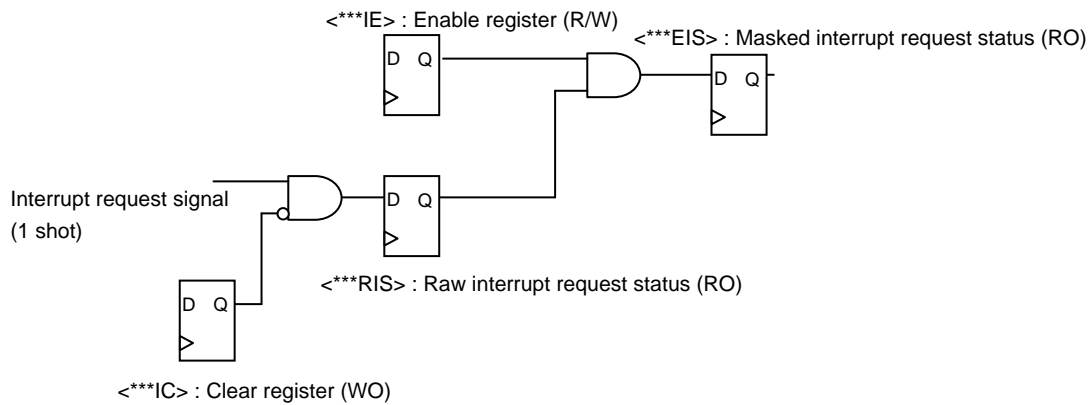 <***IE> : Enable register (R/W)
<***EIS> : Masked interrupt request status (RO)
D Q
D Q
Interrupt request signal
(1 shot)
D Q
<***RIS> : Raw interrupt request status (RO)
D Q
<***IC> : Clear register (WO)